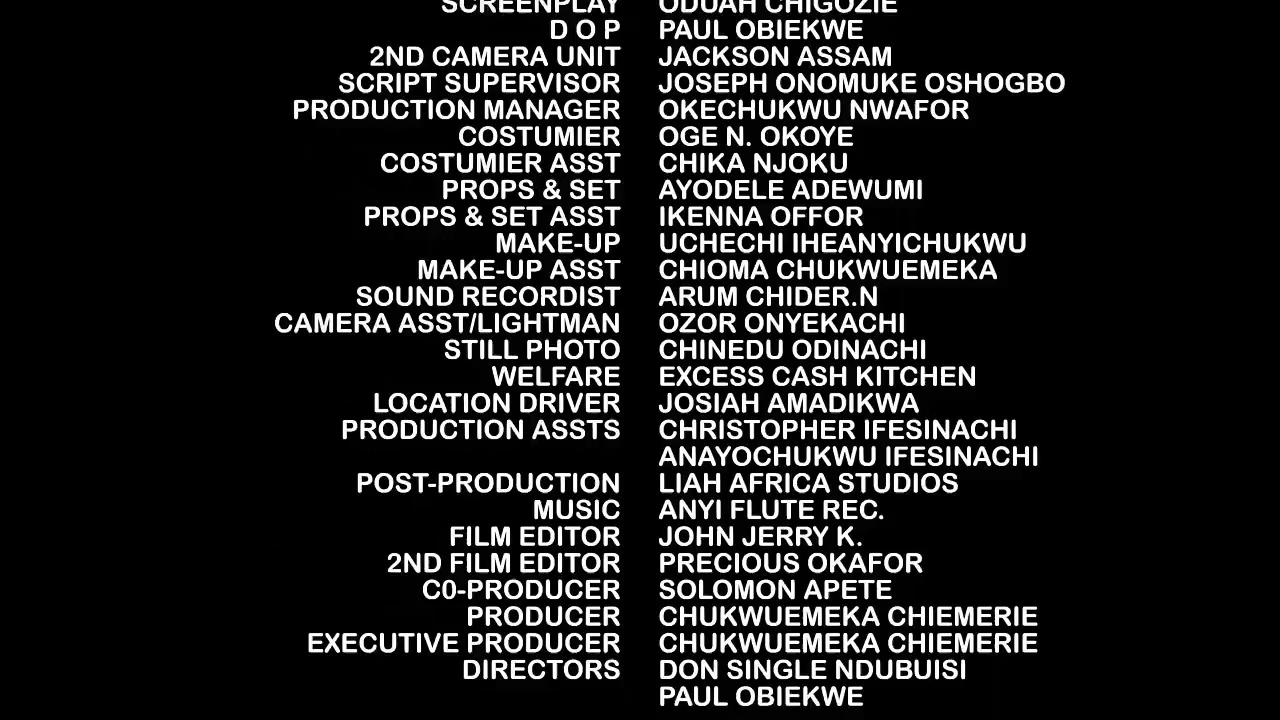 SCREENPLAY ODUAH CHIGOZIE
D O P PAUL OBIEKWE
2ND CAMERA UNIT JACKSON ASSAM
SCRIPT SUPERVISOR JOSEPH ONOMUKE OSHOGBO
PRODUCTION MANAGER OKECHUKWU NWAFOR
COSTUMIER OGE N. OKOYE
COSTUMIER ASST CHIKA NJOKU
PROPS & SET AYODELE ADEWUMI
PROPS & SET ASST IKENNA OFFOR
MAKE-UP UCHECHI IHEANYICHUKWU
MAKE-UP ASST CHIOMA CHUKWUEMEKA
SOUND RECORDIST ARUM CHIDER.N
CAMERA ASST/LIGHTMAN OZOR ONYEKACHI
STILL PHOTO CHINEDU ODINACHI
WELFARE EXCESS CASH KITCHEN
LOCATION DRIVER JOSIAH AMADIKWA
PRODUCTION ASSTS CHRISTOPHER IFESINACHI
ANAYOCHUKWU IFESINACHI
POST-PRODUCTION LIAH AFRICA STUDIOS
MUSIC ANYI FLUTE REC.
FILM EDITOR JOHN JERRY K.
2ND FILM EDITOR PRECIOUS OKAFOR
C0-PRODUCER SOLOMON APETE
PRODUCER CHUKWUEMEKA CHIEMERIE
EXECUTIVE PRODUCER CHUKWUEMEKA CHIEMERIE
DIRECTORS DON SINGLE NDUBUISI
PAUL OBIEKWE